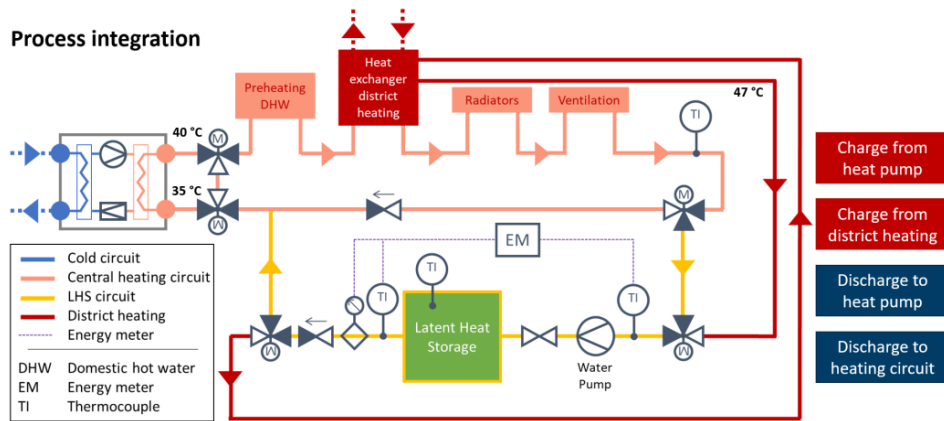 Process integration
Heat
exchanger
district
heating
Preheating
DHW
Radiators
Ventilation
47 °C
TI
40 °C
M
35 °C
M
M
Charge from
heat pump
Charge from
district heating
Discharge to
heat pump
Discharge to
heating circuit
EM
TI
TI
TI
Latent Heat
Storage
M
M
Water
Pump
Cold circuit
Central heating circuit
LHS circuit
District heating
Energy meter
DHW Domestic hot water
EM Energy meter
TI Thermocouple